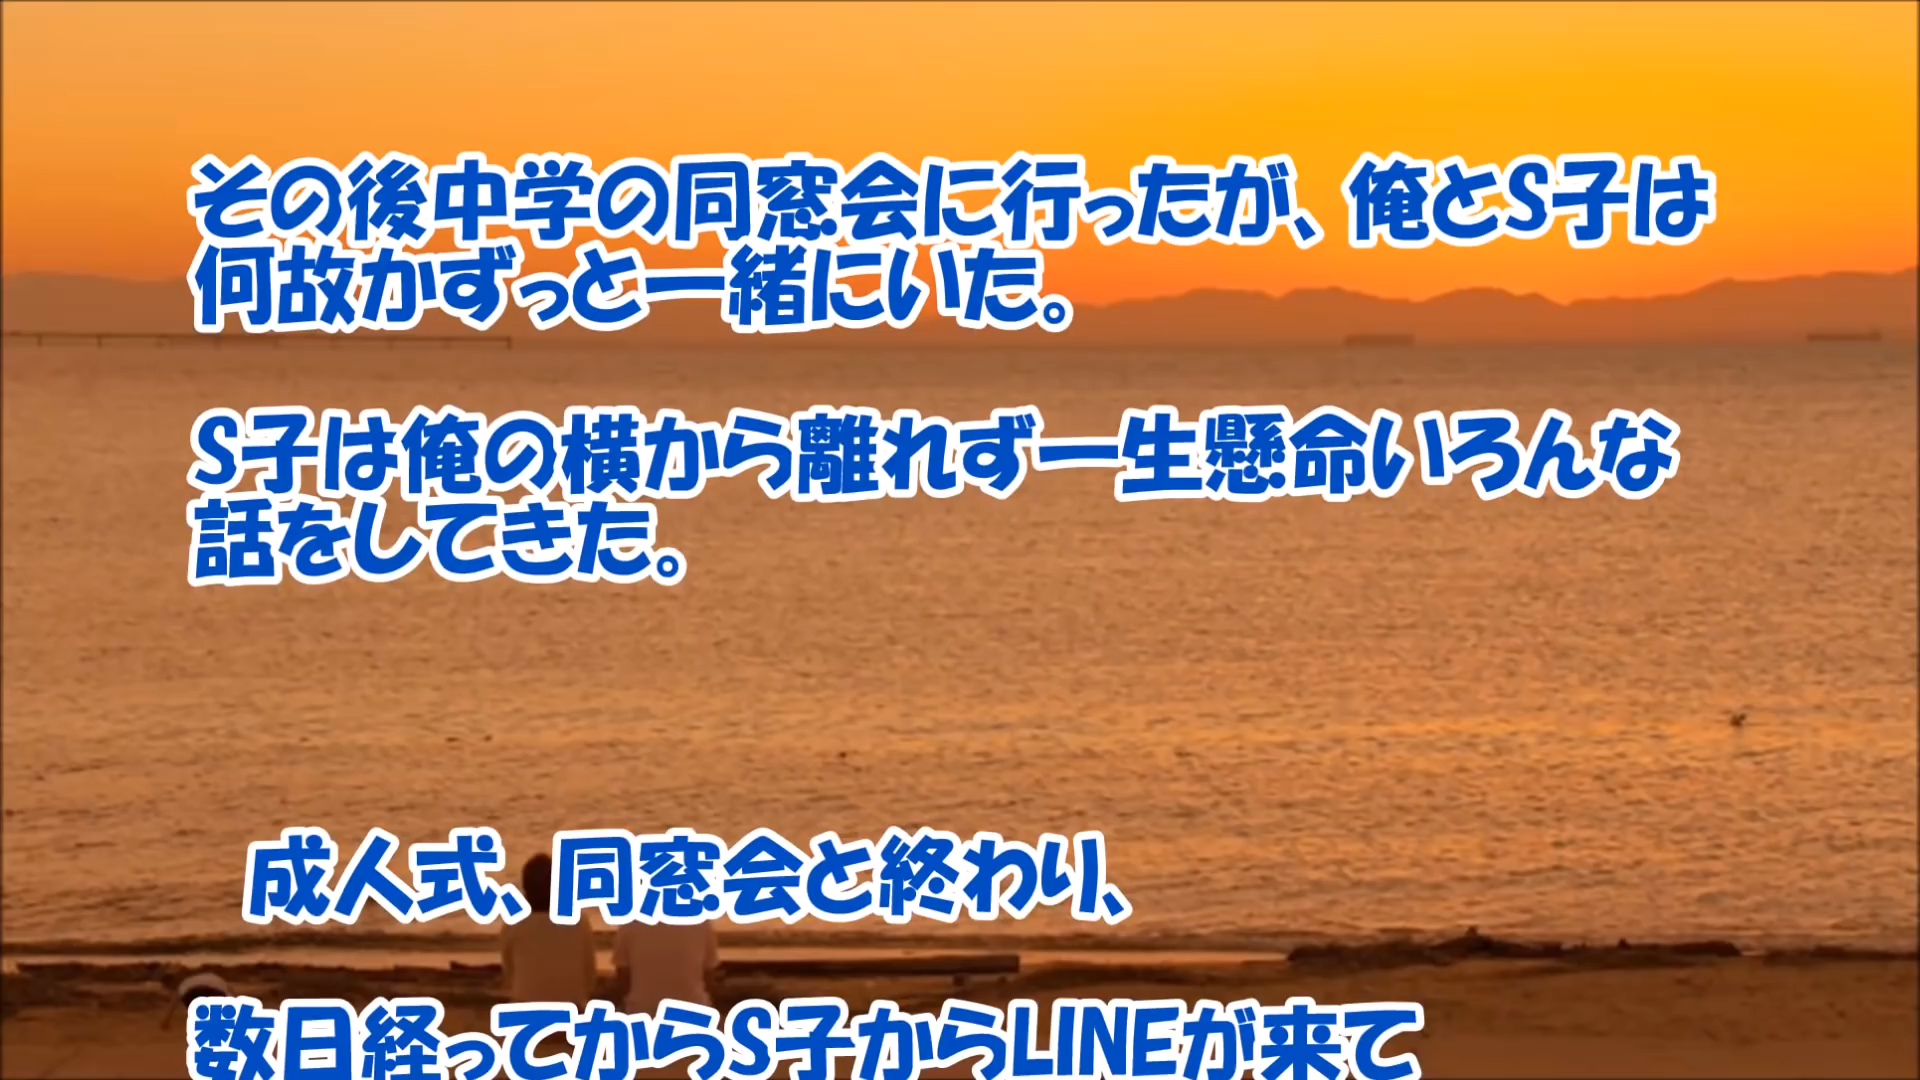 その後中学の同窓会に行ったが、俺とS子は
何故かずっと一緒にいた。
S子は俺の横から離れず一生懸命いろんな
話をしてきた。
成人式、同窓会と終わり、
数日経ってからS子からLINEが来て